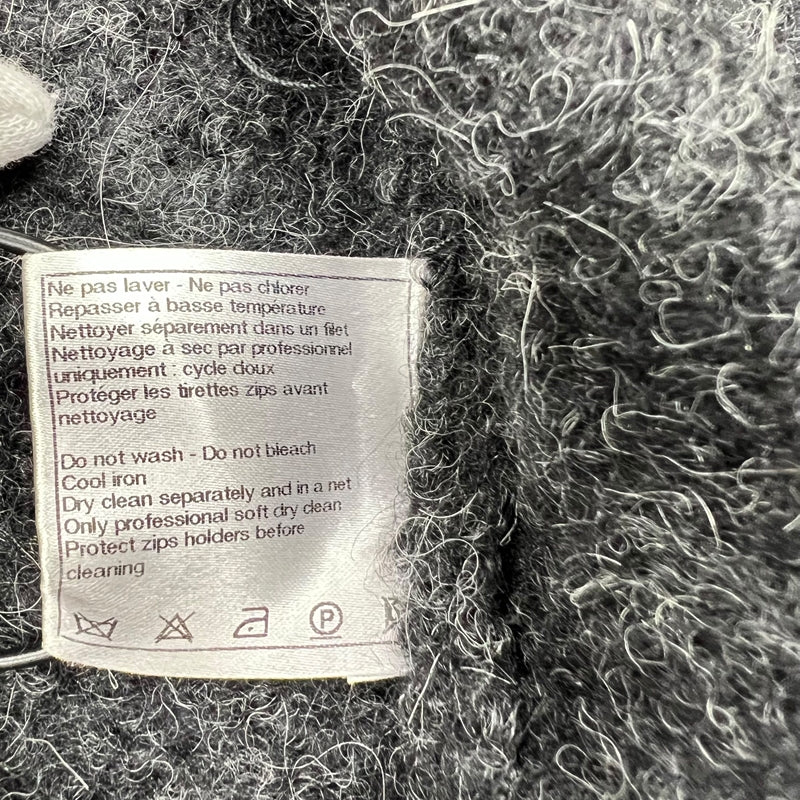 Ne pas laver - Ne pas chlorer
Repasser à basse température
Nettoyer séparement dans un filet
Nettoyage à sec par professionnel
uniquement : cycle doux
Protéger les tirettes zips avant
nettoyage
Do not wash - Do not bleach
Cool iron
Dry clean separately and in a net
Only professional soft dry clean
Protect zips holders before
cleaning
P